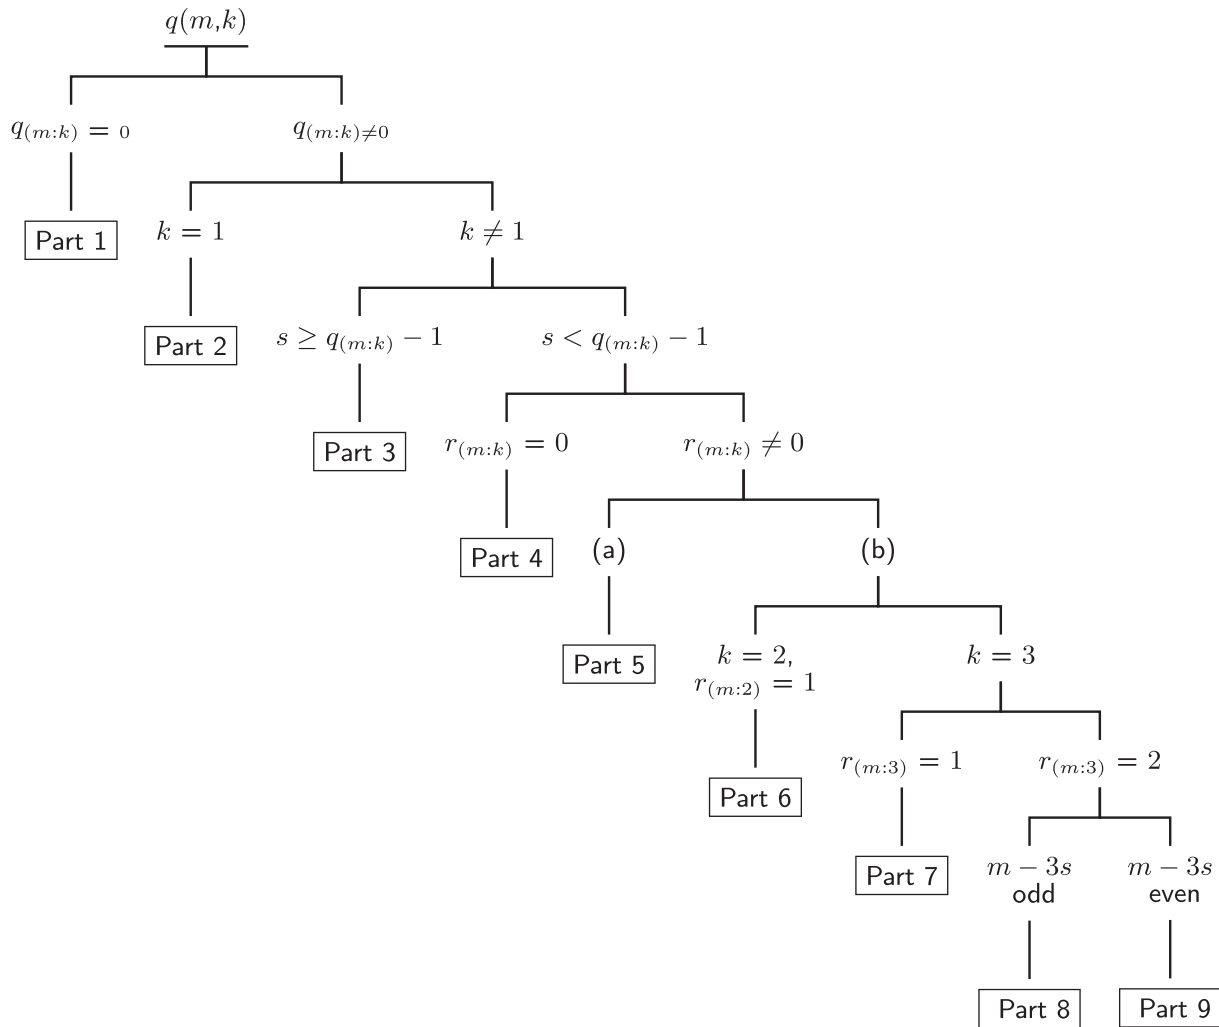 q(m,k)
q(m:k) = 0
q(m:k)≠0
Part 1
k = 1
k ≠ 1
Part 2
s ≥ q(m:k) − 1
s < q(m:k) − 1
Part 3
r(m:k) = 0
r(m:k) ≠ 0
Part 4
(a)
(b)
Part 5
k = 2,
r(m:2) = 1
k = 3
Part 6
r(m:3) = 1
r(m:3) = 2
Part 7
m − 3s
odd
m − 3s
even
Part 8
Part 9